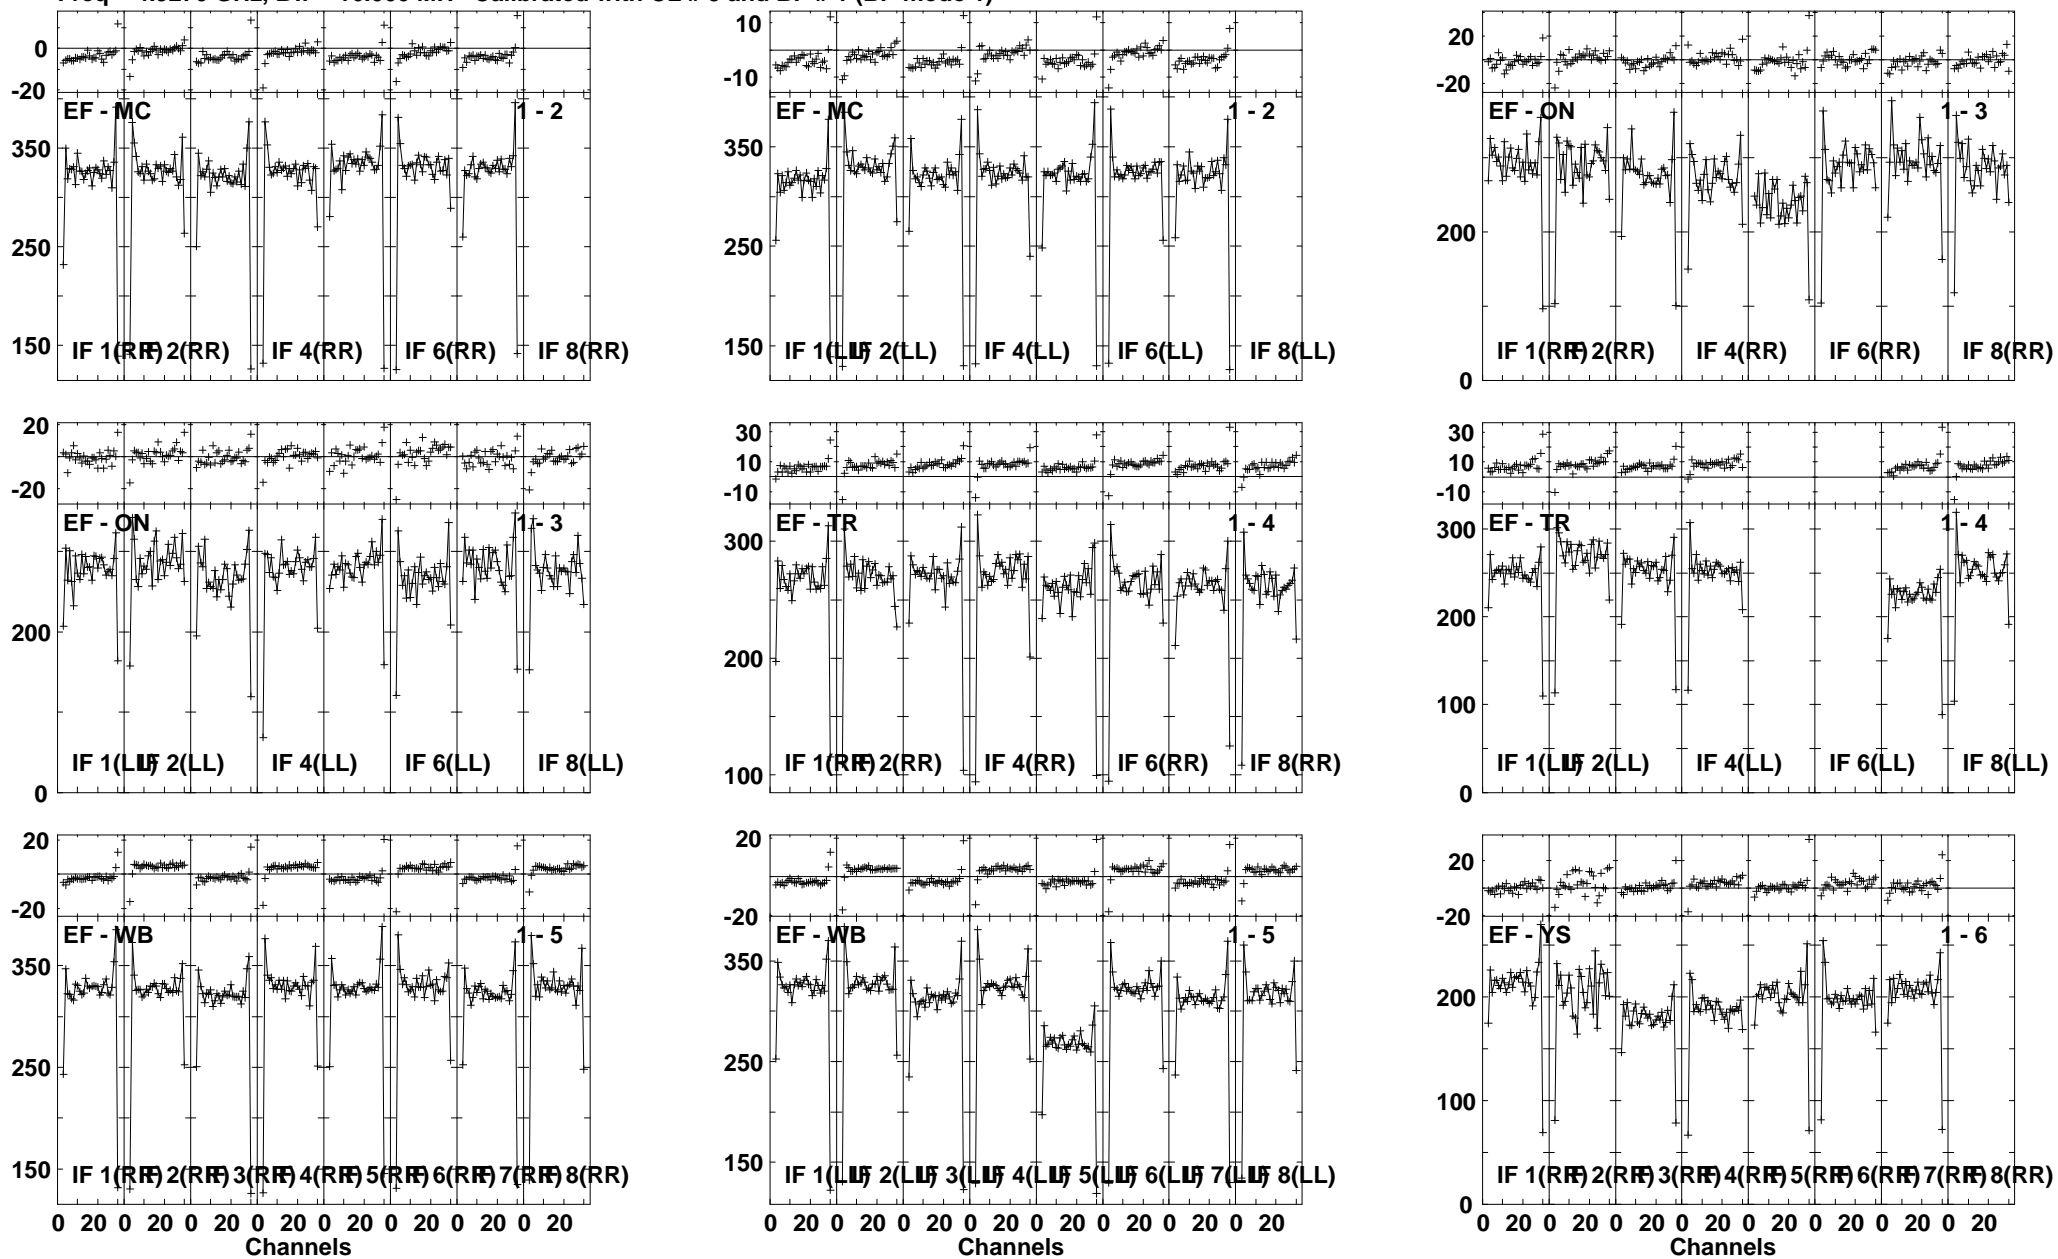 0
-20
EF - MC
1 - 2
350
250
150
IF 1(RR)
IF 2(RR)
IF 4(RR)
IF 6(RR)
IF 8(RR)
10
-10
EF - MC
1 - 2
350
250
150
IF 1(LL)
IF 2(LL)
IF 4(LL)
IF 6(LL)
IF 8(LL)
20
-20
EF - ON
1 - 3
200
0
IF 1(RR)
IF 2(RR)
IF 4(RR)
IF 6(RR)
IF 8(RR)
20
-20
EF - ON
1 - 3
200
0
IF 1(LL)
IF 2(LL)
IF 4(LL)
IF 6(LL)
IF 8(LL)
30
10
-10
EF - TR
1 - 4
300
200
100
IF 1(RR)
IF 2(RR)
IF 4(RR)
IF 6(RR)
IF 8(RR)
30
10
-10
EF - TR
1 - 4
300
200
100
0
IF 1(LL)
IF 2(LL)
IF 4(LL)
IF 6(LL)
IF 8(LL)
20
-20
EF - WB
1 - 5
350
250
150
IF 1(RR)
IF 2(RR)
IF 3(RR)
IF 4(RR)
IF 5(RR)
IF 6(RR)
IF 7(RR)
IF 8(RR)
0 20 0 20 0 20 0 20 0 20 0 20 0 20 0 20
Channels
20
-20
EF - WB
1 - 5
350
250
150
IF 1(LL)
IF 2(LL)
IF 3(LL)
IF 4(LL)
IF 5(LL)
IF 6(LL)
IF 7(LL)
IF 8(LL)
0 20 0 20 0 20 0 20 0 20 0 20 0 20 0 20
Channels
20
-20
EF - YS
1 - 6
200
100
0
IF 1(RR)
IF 2(RR)
IF 3(RR)
IF 4(RR)
IF 5(RR)
IF 6(RR)
IF 7(RR)
IF 8(RR)
0 20 0 20 0 20 0 20 0 20 0 20 0 20 0 20
Channels